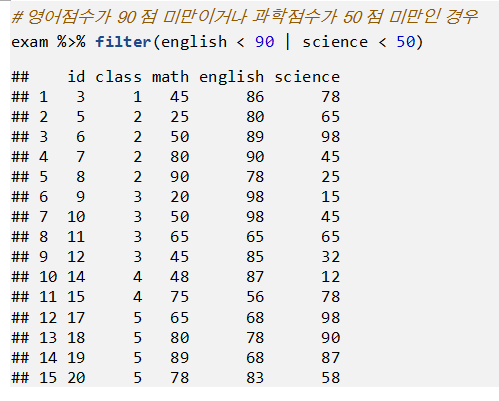 # 영어점수가 90 점 미만이거나 과학점수가 50 점 미만인 경우
exam %>% filter(english < 90 | science < 50)
##    id class math english science
## 1   3     1   45      86      78
## 2   5     2   25      80      65
## 3   6     2   50      89      98
## 4   7     2   80      90      45
## 5   8     2   90      78      25
## 6   9     3   20      98      15
## 7  10     3   50      98      45
## 8  11     3   65      65      65
## 9  12     3   45      85      32
## 10 14     4   48      87      12
## 11 15     4   75      56      78
## 12 17     5   65      68      98
## 13 18     5   80      78      90
## 14 19     5   89      68      87
## 15 20     5   78      83      58